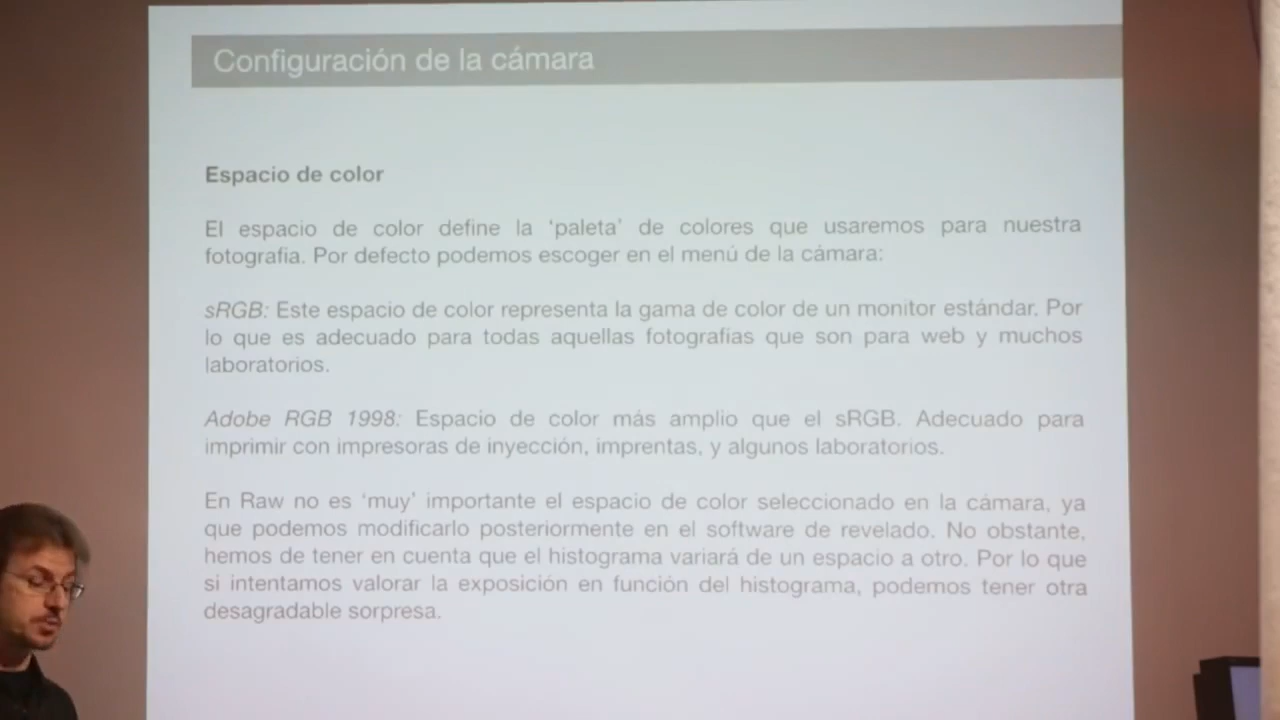 Configuración de la cámara
Espacio de color
El espacio de color define la ‘paleta’ de colores que usaremos para nuestra
fotografía. Por defecto podemos escoger en el menú de la cámara:
sRGB: Este espacio de color representa la gama de color de un monitor estándar. Por
lo que es adecuado para todas aquellas fotografías que son para web y muchos
laboratorios.
Adobe RGB 1998: Espacio de color más amplio que el sRGB. Adecuado para
imprimir con impresoras de inyección, imprentas, y algunos laboratorios.
En Raw no es ‘muy’ importante el espacio de color seleccionado en la cámara, ya
que podemos modificarlo posteriormente en el software de revelado. No obstante,
hemos de tener en cuenta que el histograma variará de un espacio a otro. Por lo que
si intentamos valorar la exposición en función del histograma, podemos tener otra
desagradable sorpresa.